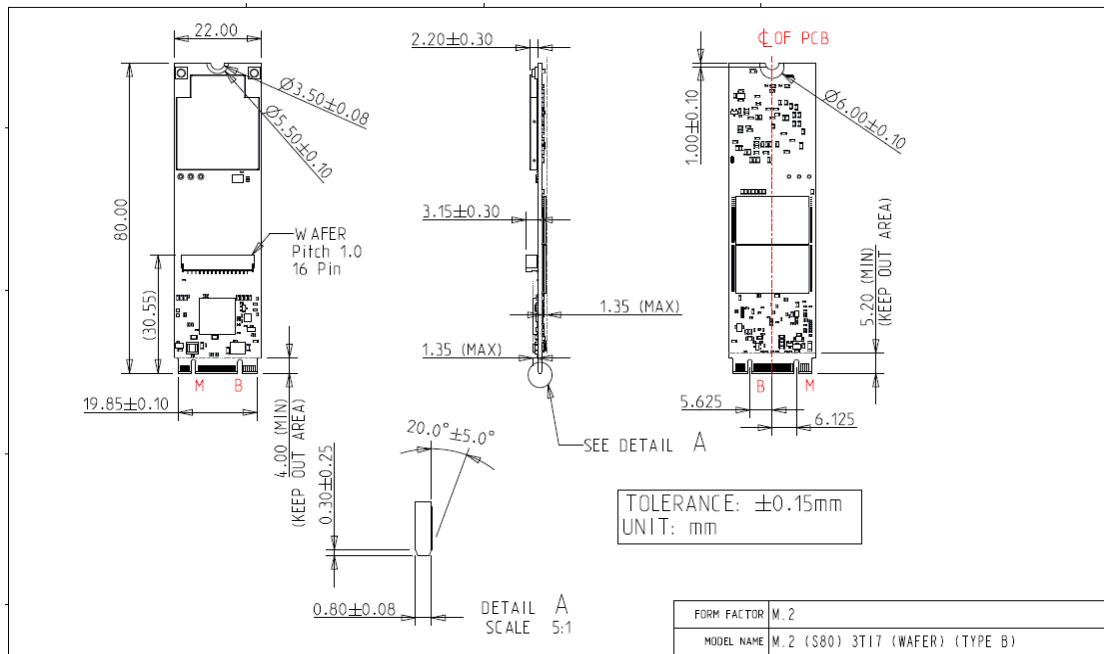 22.00
2.20±0.30
℄ OF PCB
Ø3.50±0.08
Ø5.50±0.10
1.00±0.10
Ø6.00±0.10
80.00
WAFER
Pitch 1.0
16 Pin
3.15±0.30
(30.55)
1.35 (MAX)
1.35 (MAX)
5.20 (MIN)
(KEEP OUT AREA)
M B
B M
19.85±0.10
4.00 (MIN)
(KEEP OUT AREA)
5.625
6.125
SEE DETAIL A
20.0°±5.0°
0.30±0.25
0.80±0.08
DETAIL A
SCALE 5:1
TOLERANCE: ±0.15mm
UNIT: mm
FORM FACTOR M.2
MODEL NAME M.2 (S80) 3TI7 (WAFER) (TYPE B)